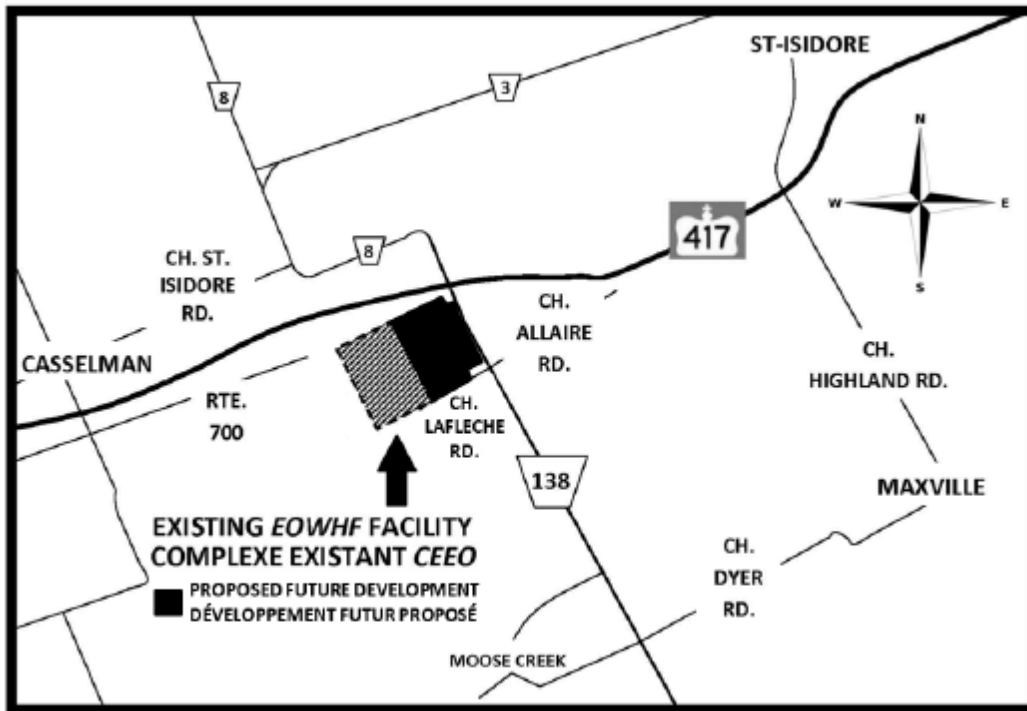 ST-ISIDORE
8
3
N
W
E
S
417
8
CH. ST.
ISIDORE
RD.
CH.
ALLAIRE
RD.
CASSELMAN
RTE.
700
CH.
LAFLECHE
RD.
CH.
HIGHLAND RD.
138
MAXVILLE
EXISTING EOWHF FACILITY
COMPLEXE EXISTANT CEEO
PROPOSED FUTURE DEVELOPMENT
DÉVELOPPEMENT FUTUR PROPOSÉ
CH.
DYER
RD.
MOOSE CREEK